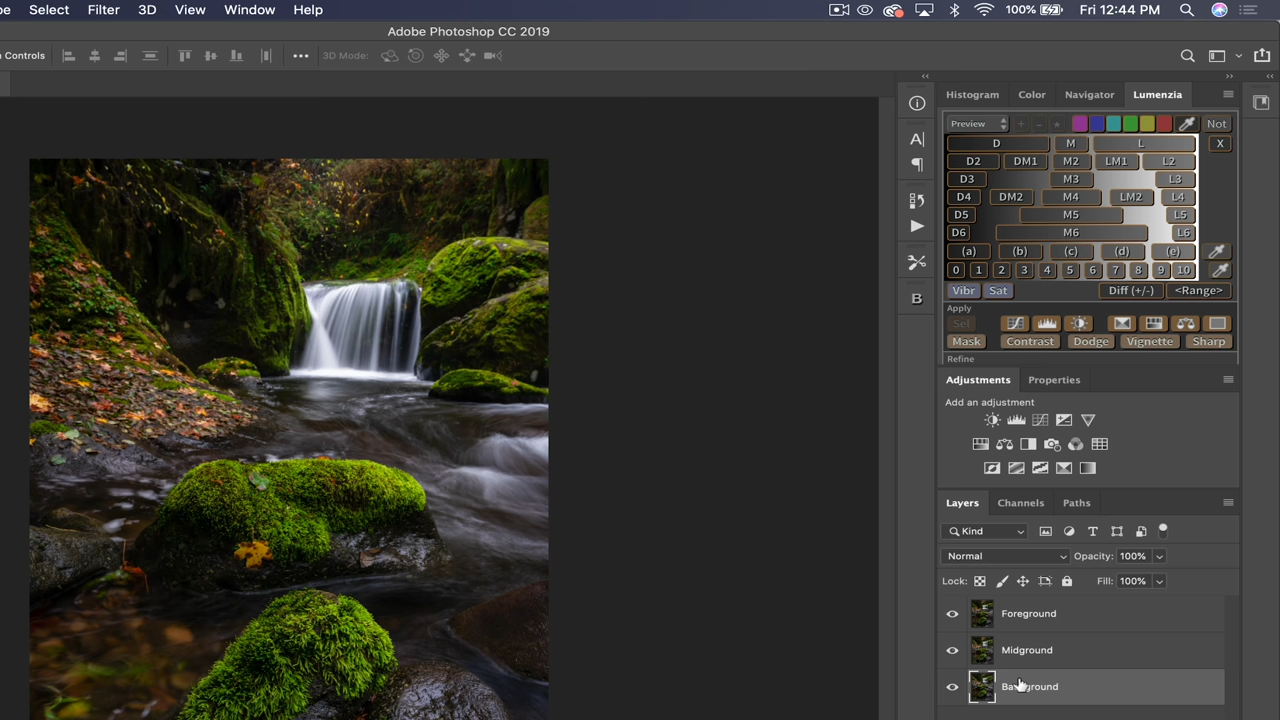 Select Filter 3D View Window Help 100% Fri 12:44 PM
Adobe Photoshop CC 2019
Controls 3D Mode:
Histogram Color Navigator Lumenzia
Preview + - Not
D M L X
D2 DM1 M2 LM1 L2
D3 M3 L3
D4 DM2 M4 LM2 L4
D5 M5 L5
D6 M6 L6
(a) (b) (c) (d) (e)
0 1 2 3 4 5 6 7 8 9 10
Vibr Sat Diff (+/-) <Range>
Apply
Sel
Mask Contrast Dodge Vignette Sharp
Refine
Adjustments Properties
Add an adjustment
Layers Channels Paths
Kind
Normal Opacity: 100%
Lock: Fill: 100%
Foreground
Midground
Background